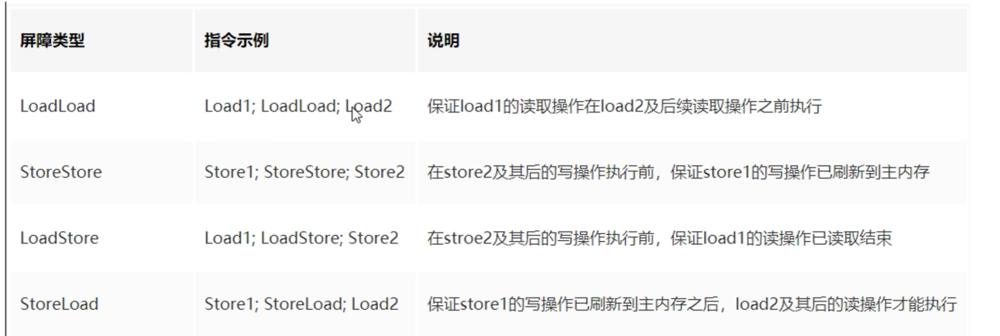 屏障类型 指令示例 说明
LoadLoad Load1; LoadLoad; Load2 保证load1的读取操作在load2及后续读取操作之前执行
StoreStore Store1; StoreStore; Store2 在store2及其后的写操作执行前，保证store1的写操作已刷新到主内存
LoadStore Load1; LoadStore; Store2 在stroe2及其后的写操作执行前，保证load1的读操作已读取结束
StoreLoad Store1; StoreLoad; Load2 保证store1的写操作已刷新到主内存之后，load2及其后的读操作才能执行